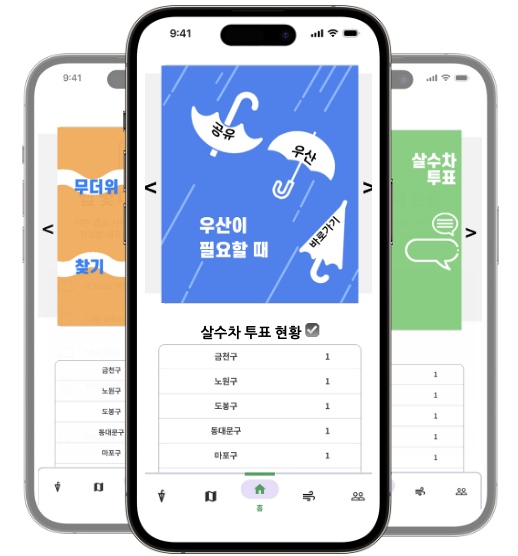 9:41
무더위
찾기
<
금천구
노원구
도봉구
동대문구
마포구
9:41
공유
우산
바로가기
우산이
필요할 때
<
>
살수차 투표 현황
금천구 1
노원구 1
도봉구 1
동대문구 1
마포구 1
홈
살수차
투표
>
1
1
1
1
1